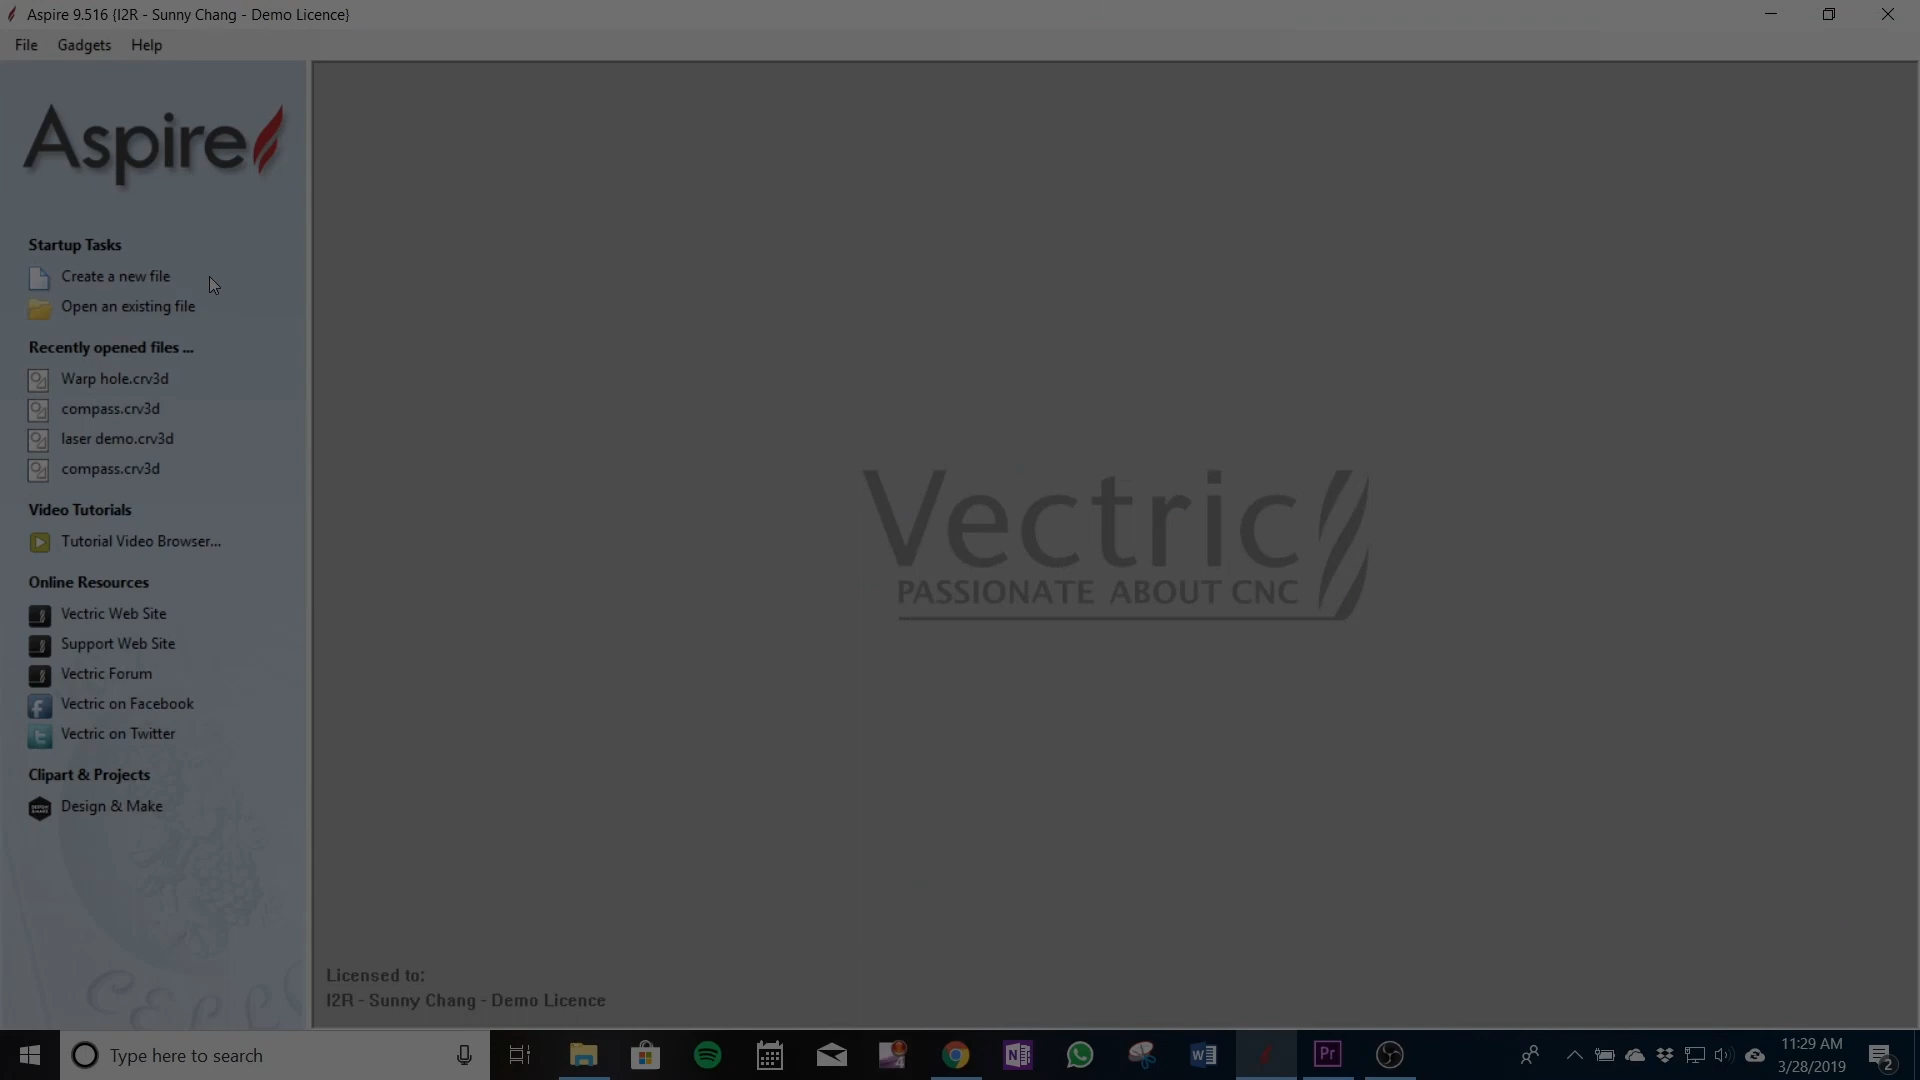 Aspire 9.516 {I2R - Sunny Chang - Demo Licence}
File Gadgets Help
Aspire
Startup Tasks
Create a new file
Open an existing file
Recently opened files ...
Warp hole.crv3d
compass.crv3d
laser demo.crv3d
compass.crv3d
Video Tutorials
Tutorial Video Browser...
Online Resources
Vectric Web Site
Support Web Site
Vectric Forum
Vectric on Facebook
Vectric on Twitter
Clipart & Projects
Design & Make
Vectric
PASSIONATE ABOUT CNC
Licensed to:
I2R - Sunny Chang - Demo Licence
Type here to search
Pr
11:29 AM
3/28/2019
2